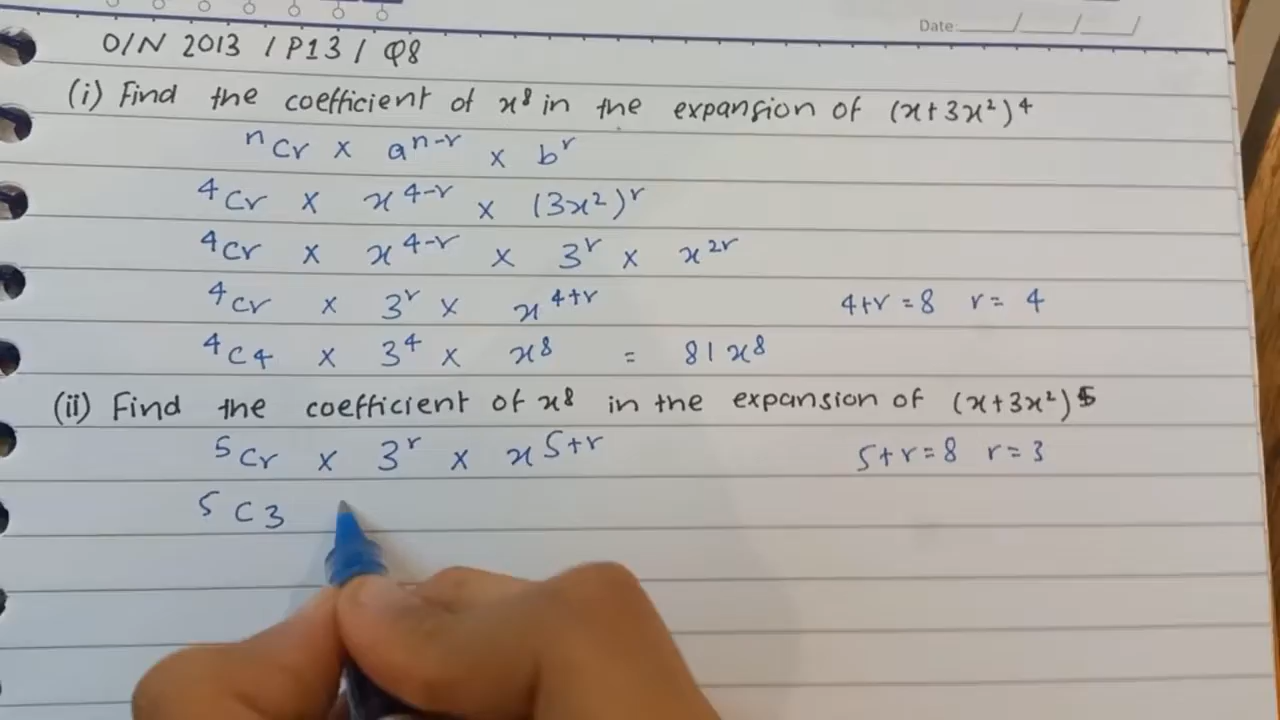 Date:
O/N 2013 / P13 / Q8
(i) Find the coefficient of x⁸ in the expansion of (x+3x²)⁴
ⁿCr × aⁿ⁻ʳ × bʳ
⁴Cr × x⁴⁻ʳ × (3x²)ʳ
⁴Cr × x⁴⁻ʳ × 3ʳ × x²ʳ
⁴Cr × 3ʳ × x⁴⁺ʳ 4+r=8 r=4
⁴C4 × 3⁴ × x⁸ = 81x⁸
(ii) Find the coefficient of x⁸ in the expansion of (x+3x²)⁵
⁵Cr × 3ʳ × x⁵⁺ʳ 5+r=8 r=3
⁵C3